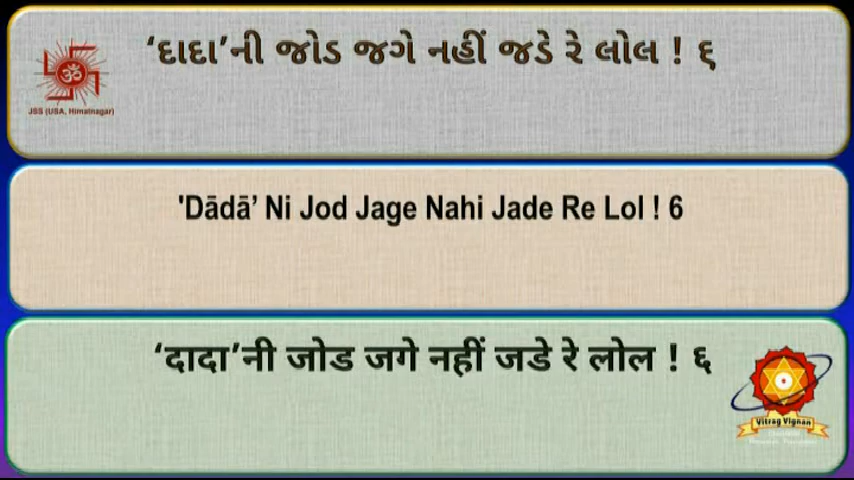 ‘દાદા’ની જોડ જગે નહીં જડે રે લોલ ! ૬
ॐ
JSS (USA, Himatnagar)
'Dādā’ Ni Jod Jage Nahi Jade Re Lol ! 6
‘दादा’नी जोड जगे नहीं जडे रे लोल ! ६
Vitrag Vignan